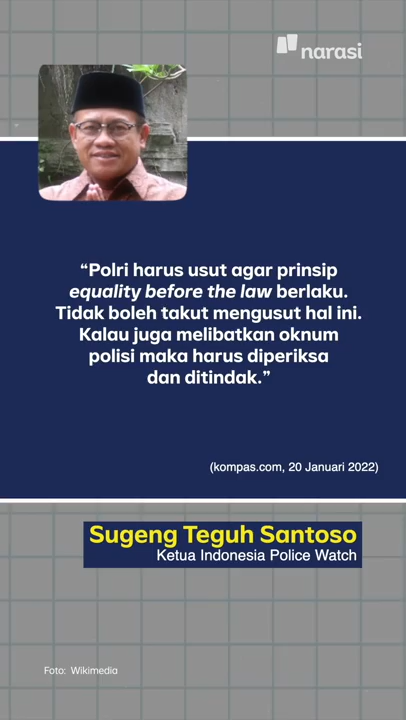 narasi
“Polri harus usut agar prinsip
equality before the law berlaku.
Tidak boleh takut mengusut hal ini.
Kalau juga melibatkan oknum
polisi maka harus diperiksa
dan ditindak.”
(kompas.com, 20 Januari 2022)
Sugeng Teguh Santoso
Ketua Indonesia Police Watch
Foto: Wikimedia